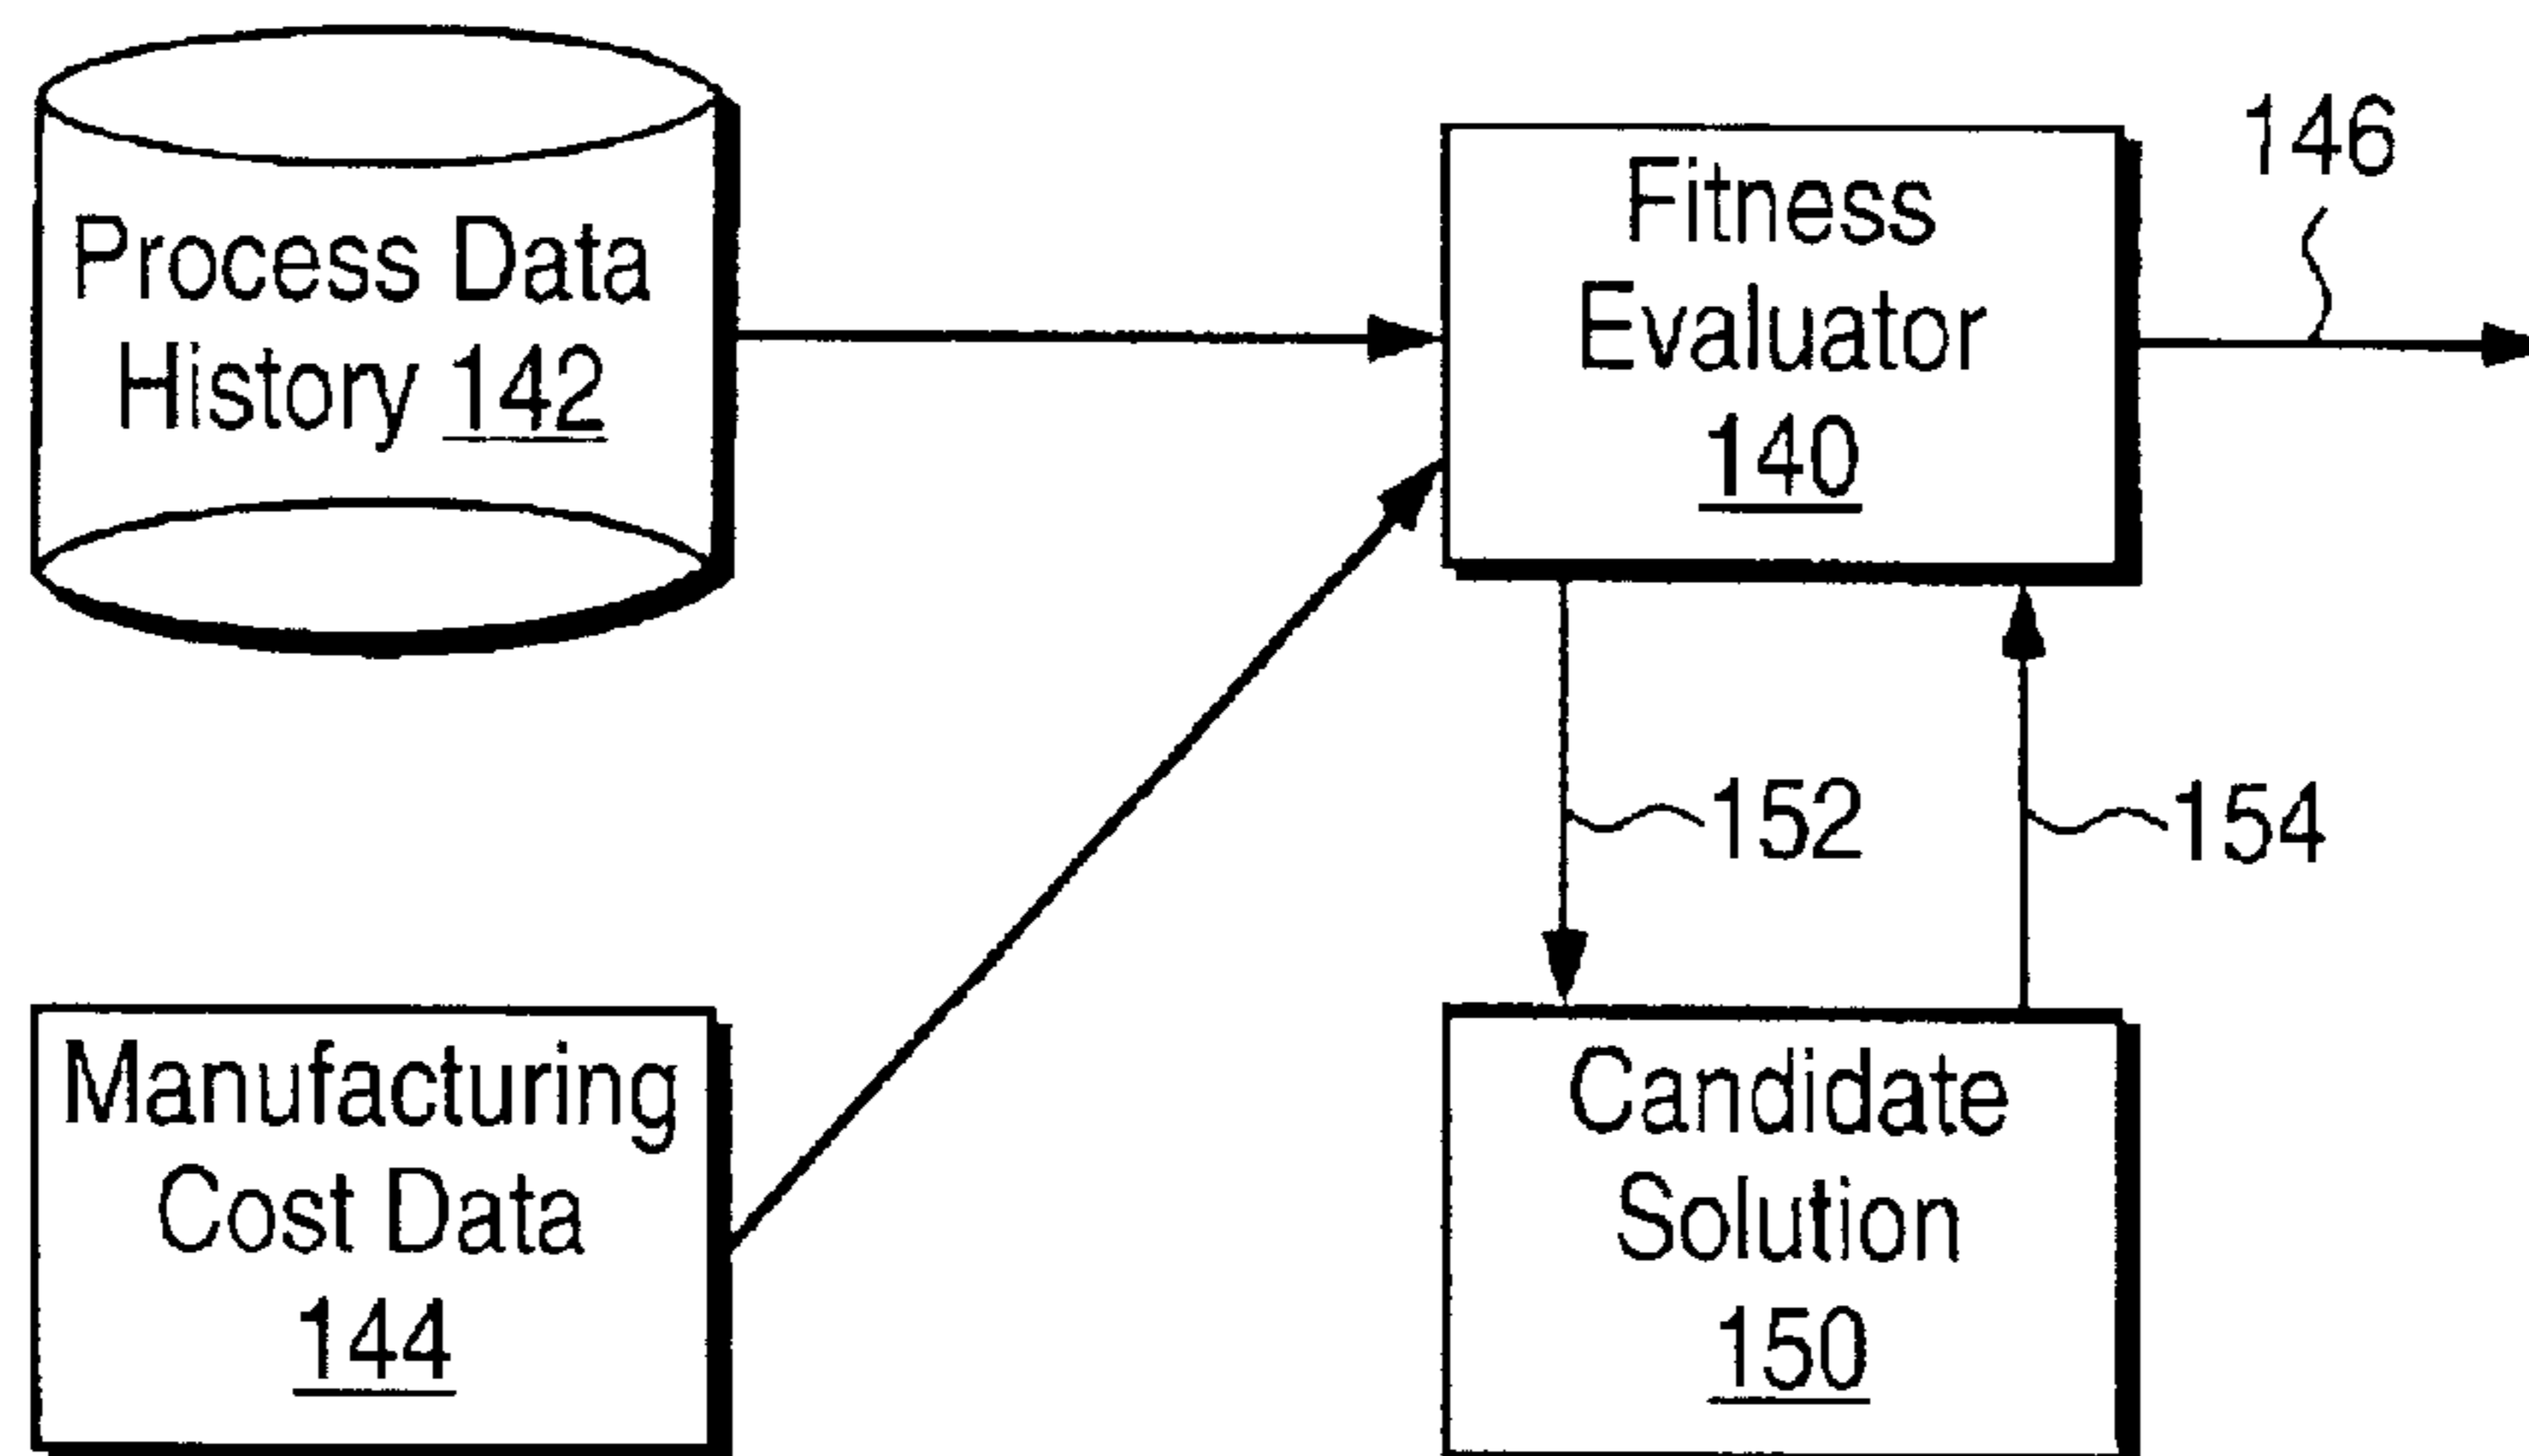 Process Data
History 142
Fitness
Evaluator
140
146
152
154
Manufacturing
Cost Data
144
Candidate
Solution
150